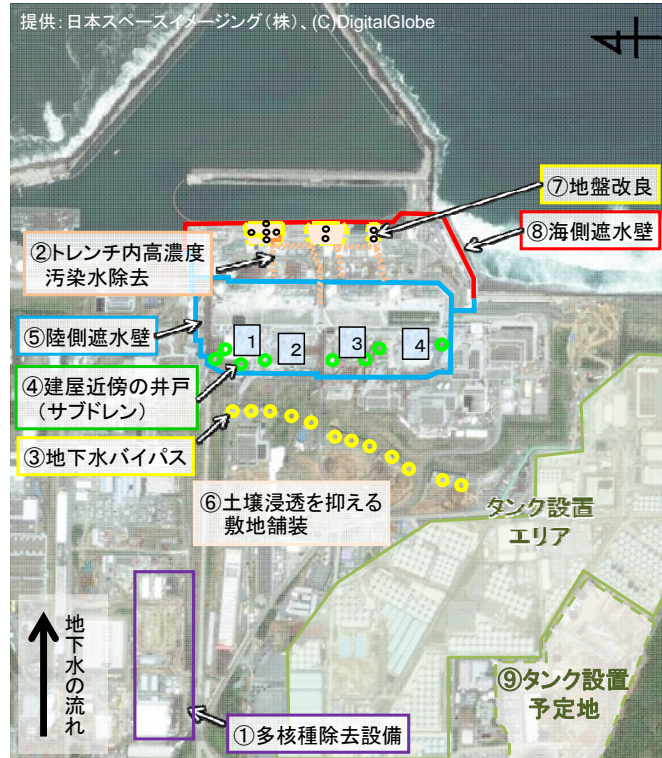 提供：日本スペースイメージング（株）、(C)DigitalGlobe
⑦地盤改良
⑧海側遮水壁
②トレンチ内高濃度
汚染水除去
⑤陸側遮水壁
1
2
3
4
④建屋近傍の井戸
（サブドレン）
③地下水バイパス
⑥土壌浸透を抑える
敷地舗装
タンク設置
エリア
地下水の流れ
⑨タンク設置
予定地
①多核種除去設備